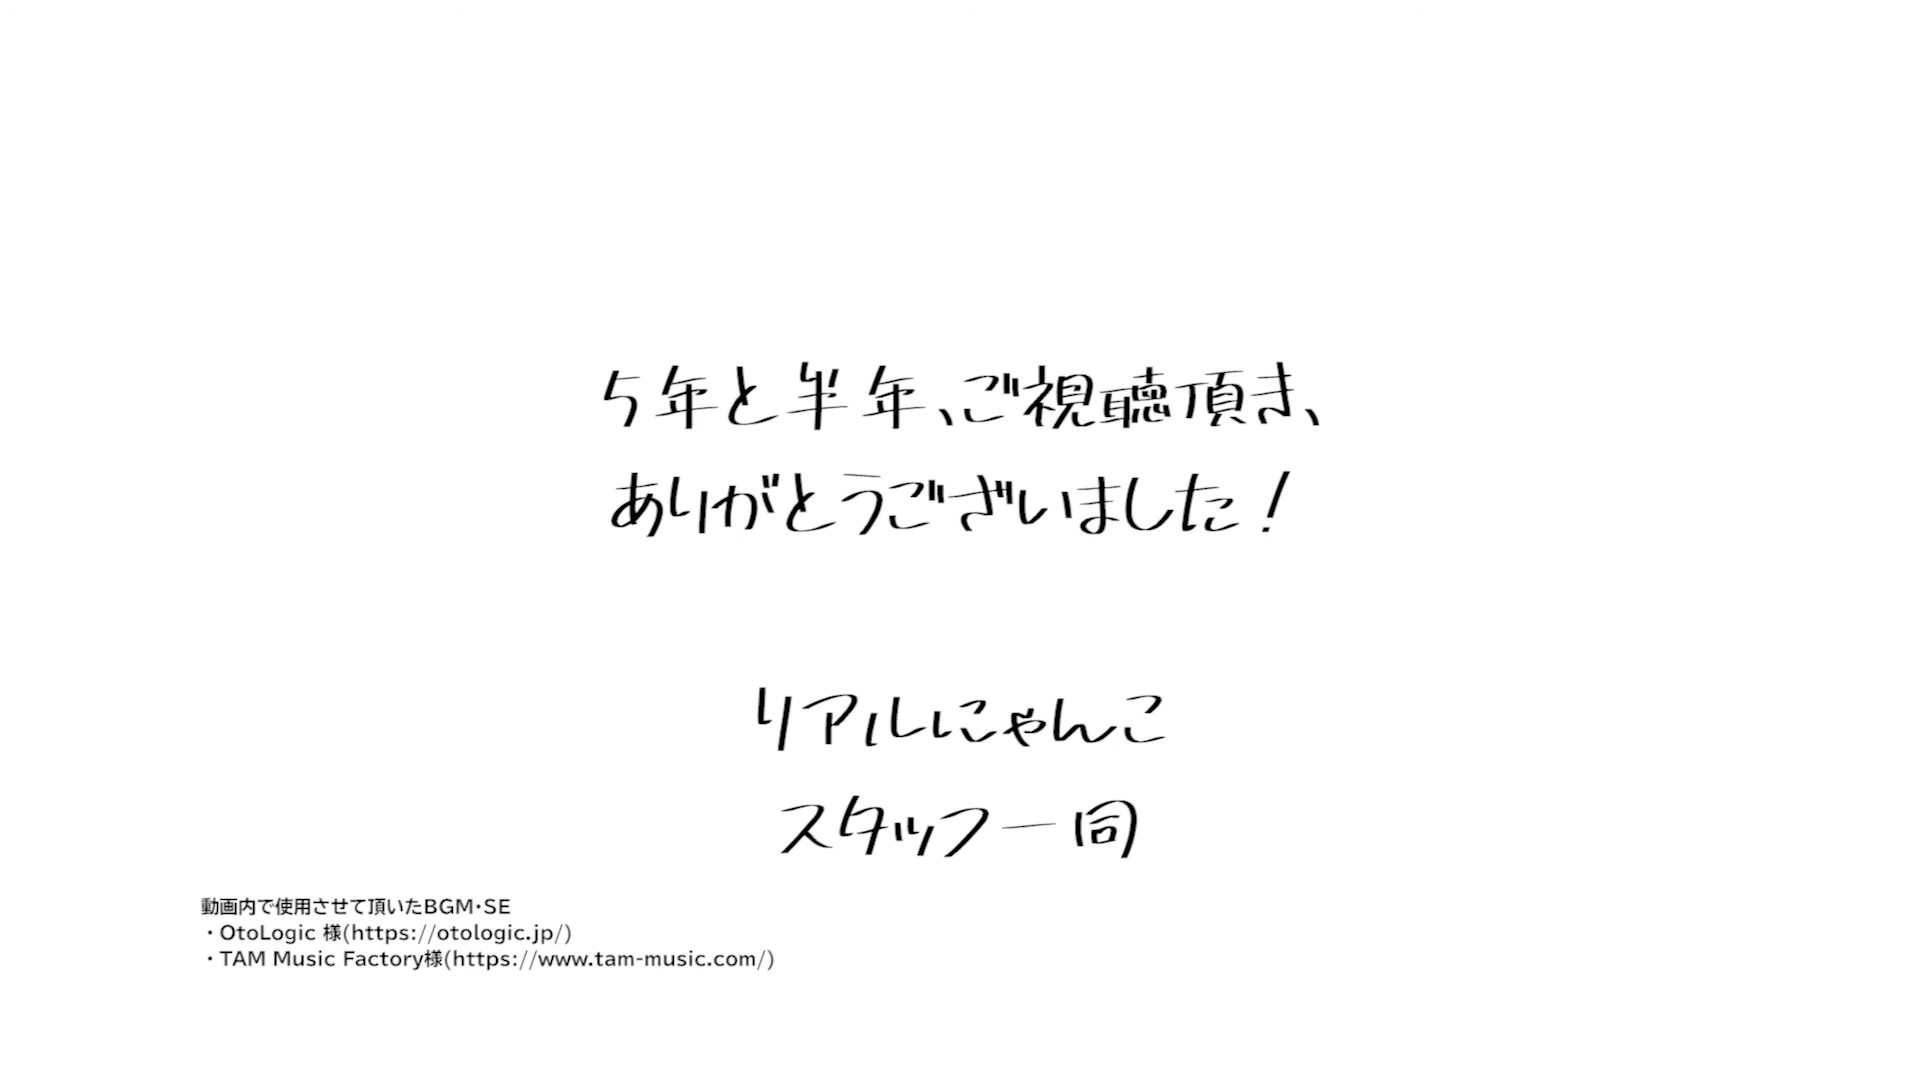 5年と半年、ご視聴頂き、
ありがとうございました!
リアルにゃんこ
スタッフ一同
動画内で使用させて頂いたBGM・SE
・OtoLogic 様(https://otologic.jp/)
・TAM Music Factory様(https://www.tam-music.com/)